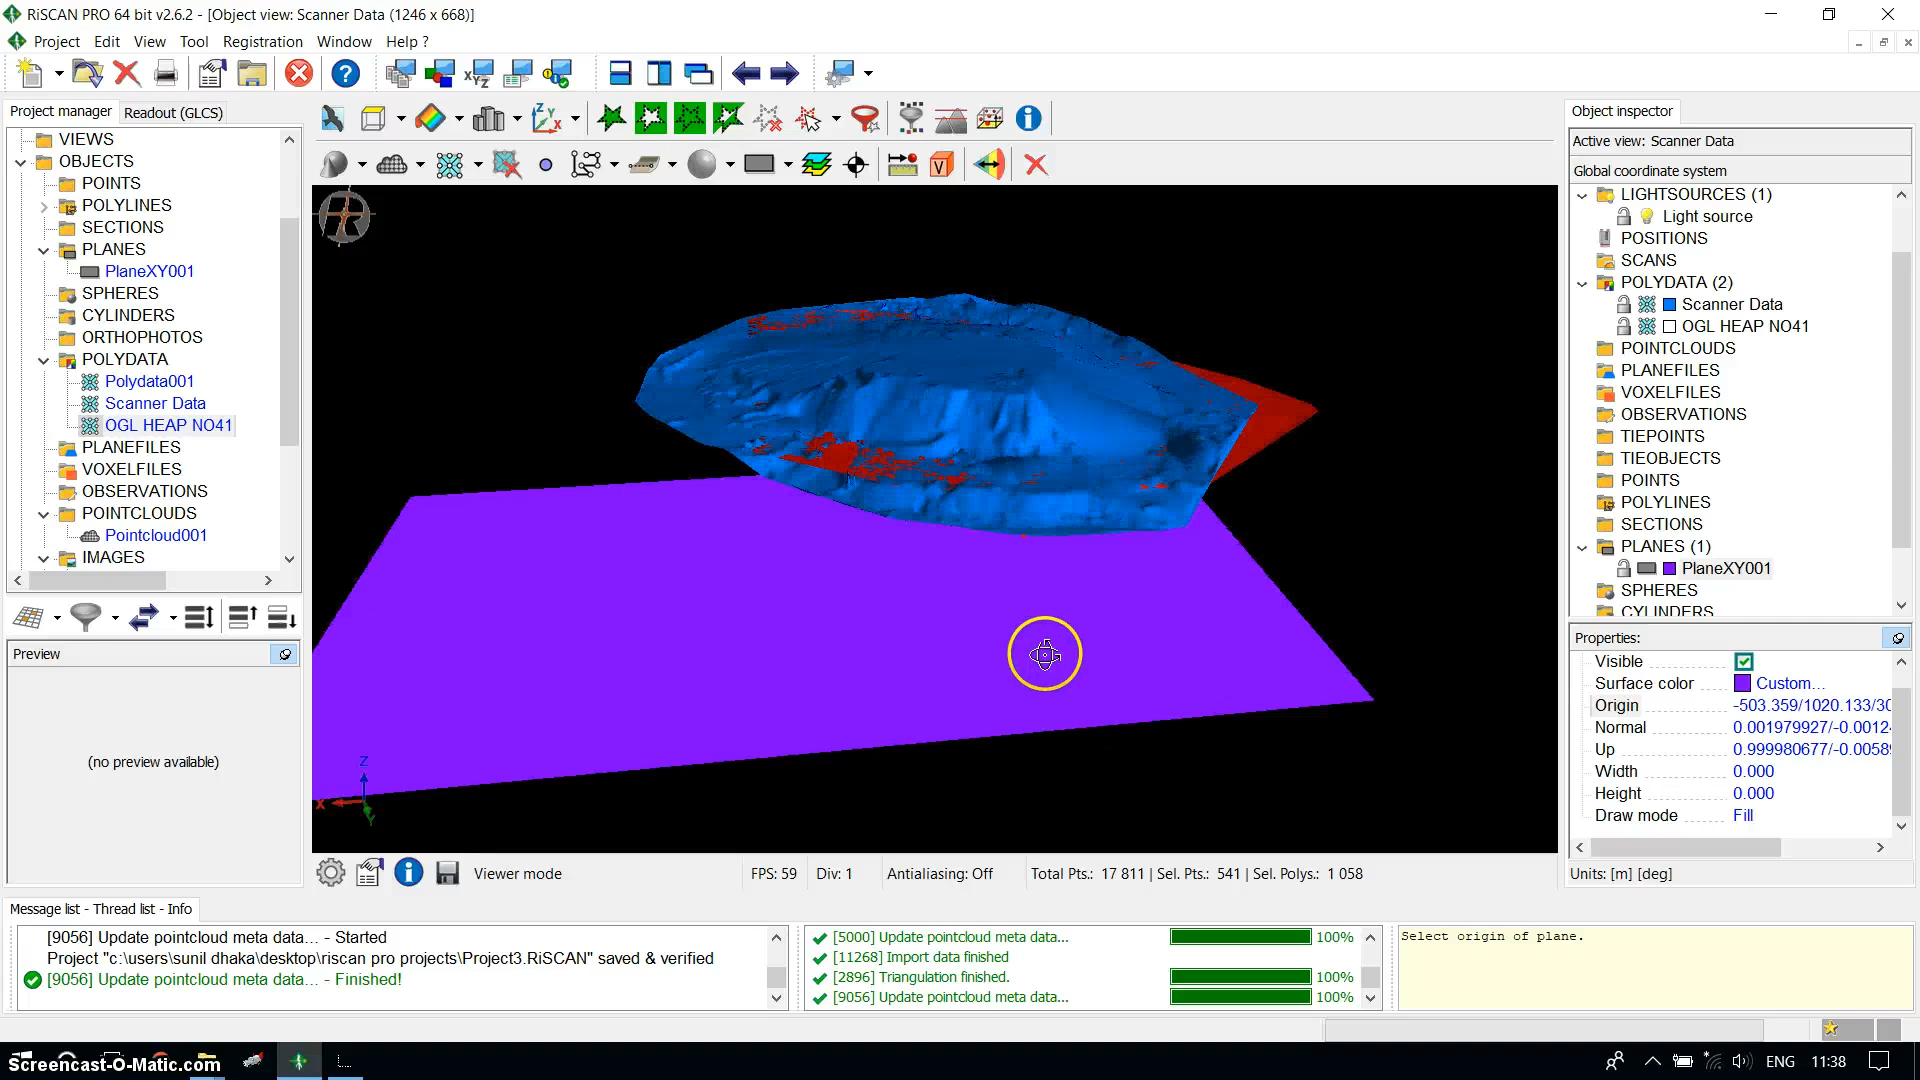 RiSCAN PRO 64 bit v2.6.2 - [Object view: Scanner Data (1246 x 668)]
Project Edit View Tool Registration Window Help ?
Project manager Readout (GLCS)
VIEWS
OBJECTS
POINTS
POLYLINES
SECTIONS
PLANES
PlaneXY001
SPHERES
CYLINDERS
ORTHOPHOTOS
POLYDATA
Polydata001
Scanner Data
OGL HEAP NO41
PLANEFILES
VOXELFILES
OBSERVATIONS
POINTCLOUDS
Pointcloud001
IMAGES
Preview
(no preview available)
Z
X
Y
Viewer mode
FPS: 59
Div: 1
Antialiasing: Off
Total Pts.: 17 811 | Sel. Pts.: 541 | Sel. Polys.: 1 058
Object inspector
Active view: Scanner Data
Global coordinate system
LIGHTSOURCES (1)
Light source
POSITIONS
SCANS
POLYDATA (2)
Scanner Data
OGL HEAP NO41
POINTCLOUDS
PLANEFILES
VOXELFILES
OBSERVATIONS
TIEPOINTS
TIEOBJECTS
POINTS
POLYLINES
SECTIONS
PLANES (1)
PlaneXY001
SPHERES
CYLINDERS
Properties:
Visible
Surface color Custom...
Origin -503.359/1020.133/30
Normal 0.001979927/-0.0012
Up 0.999980677/-0.0058
Width 0.000
Height 0.000
Draw mode Fill
Units: [m] [deg]
Message list - Thread list - Info
[9056] Update pointcloud meta data... - Started
Project "c:\users\sunil dhaka\desktop\riscan pro projects\Project3.RiSCAN" saved & verified
[9056] Update pointcloud meta data... - Finished!
[5000] Update pointcloud meta data... 100%
[11268] Import data finished
[2896] Triangulation finished. 100%
[9056] Update pointcloud meta data... 100%
Select origin of plane.
Screencast-O-Matic.com
ENG 11:38